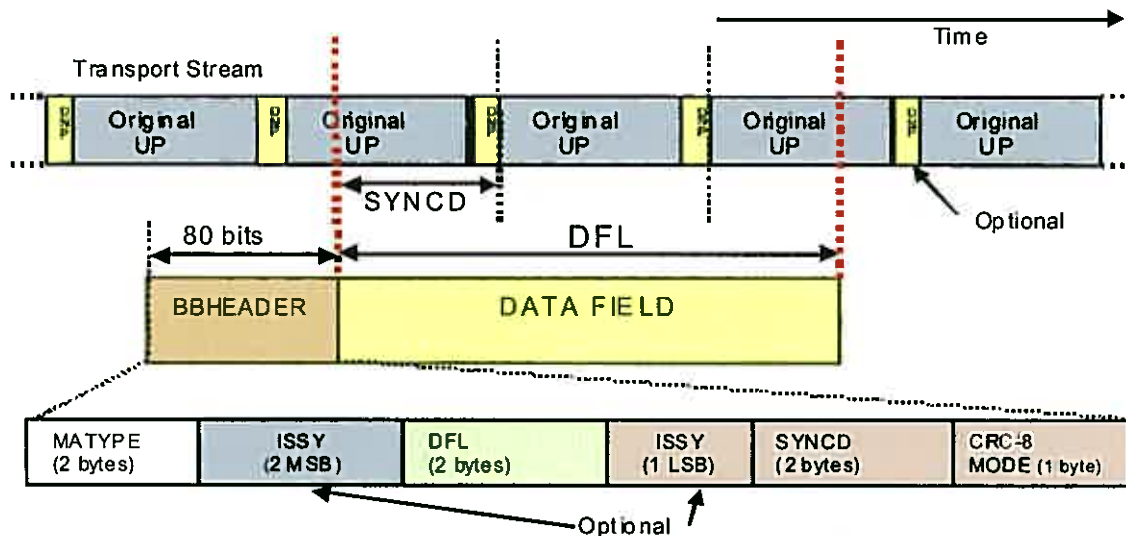 Time
Transport Stream
Original
UP
Original
UP
Original
UP
Original
UP
Original
UP
SYNCD
Optional
80 bits
DFL
BBHEADER
DATA FIELD
MATYPE
(2 bytes)
ISSY
(2 MSB)
DFL
(2 bytes)
ISSY
(1 LSB)
SYNCD
(2 bytes)
CRC-8
MODE (1 byte)
Optional